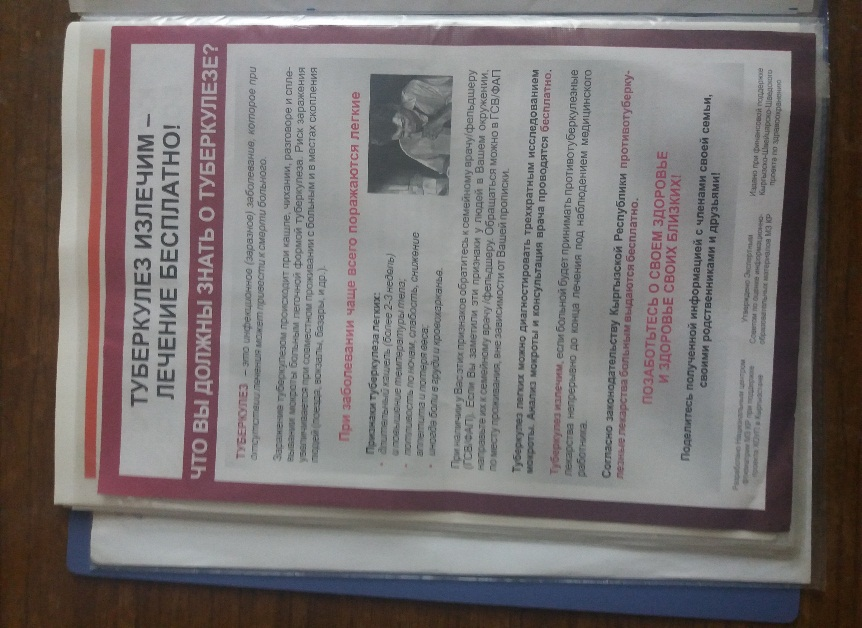 ТУБЕРКУЛЕЗ ИЗЛЕЧИМ –
ЛЕЧЕНИЕ БЕСПЛАТНО!
ЧТО ВЫ ДОЛЖНЫ ЗНАТЬ О ТУБЕРКУЛЕЗЕ?
ТУБЕРКУЛЕЗ – это инфекционное (заразное) заболевание, которое при
отсутствии лечения может привести к смерти больного.
Заражение туберкулезом происходит при кашле, чихании, разговоре и спле-
вывании мокроты больным легочной формой туберкулеза. Риск заражения
увеличивается при совместном проживании с больным и в местах скопления
людей (поезда, вокзалы, базары, и др.).
При заболевании чаще всего поражаются легкие
Признаки туберкулеза легких:
- длительный кашель (более 2-3 недель)
и повышение температуры тела;
- потливость по ночам, слабость, снижение
аппетита и потеря веса;
- иногда боли в груди и кровохарканье.
При наличии у Вас этих признаков обратитесь к семейному врачу/фельдшеру
(ГСВ/ФАП). Если Вы заметили эти признаки у людей в Вашем окружении,
направьте их к семейному врачу /фельдшеру, обращаться можно в ГСВ/ФАП
по месту проживания, вне зависимости от Вашей прописки.
Туберкулез легких можно диагностировать трехкратным исследованием
мокроты. Анализ мокроты и консультация врача проводятся бесплатно.
Туберкулез излечим, если больной будет принимать противотуберкулезные
лекарства непрерывно до конца лечения под наблюдением медицинского
работника.
Согласно законодательству Кыргызской Республики противотуберку-
лезные лекарства больным выдаются бесплатно.
ПОЗАБОТЬТЕСЬ О СВОЕМ ЗДОРОВЬЕ
И ЗДОРОВЬЕ СВОИХ БЛИЗКИХ!
Поделитесь полученной информацией с членами своей семьи,
своими родственниками и друзьями!
Разработано Национальным центром
фтизиатрии МЗ КР при поддержке
проекта в Кыргызстане
Утверждено Экспертным
Советом по оценке информационно-
образовательных материалов МЗ КР
Издано при финансовой поддержке
Кыргызско-Швейцарско-Шведского
проекта по здравоохранению